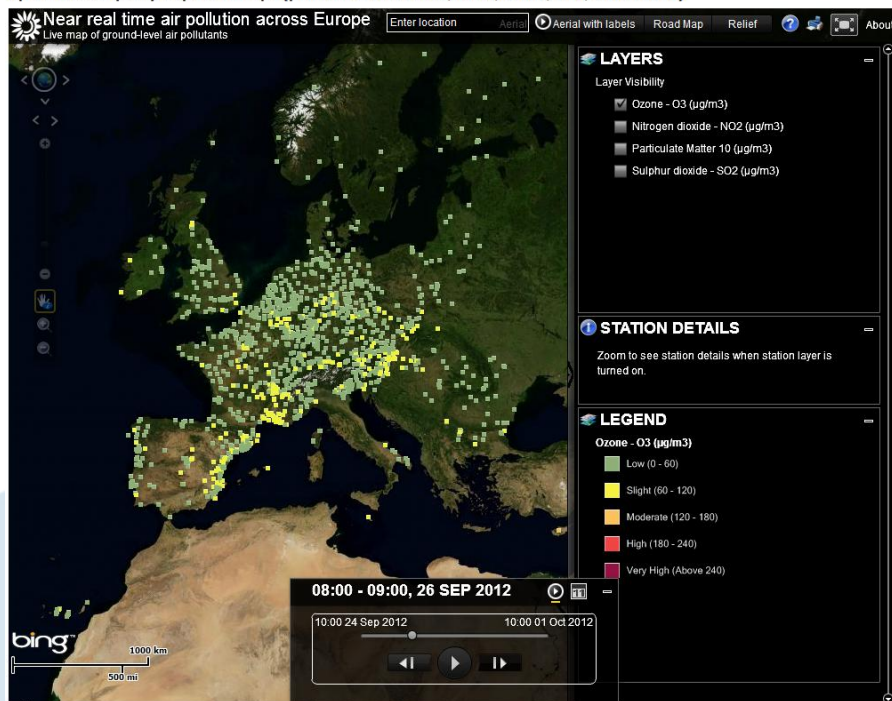 Near real time air pollution across Europe
Live map of ground-level air pollutants
Enter location
Aerial
Aerial with labels
Road Map
Relief
About
LAYERS
Layer Visibility
Ozone - O3 (µg/m3)
Nitrogen dioxide - NO2 (µg/m3)
Particulate Matter 10 (µg/m3)
Sulphur dioxide - SO2 (µg/m3)
STATION DETAILS
Zoom to see station details when station layer is
turned on.
LEGEND
Ozone - O3 (µg/m3)
Low (0 - 60)
Slight (60 - 120)
Moderate (120 - 180)
High (180 - 240)
Very High (Above 240)
08:00 - 09:00, 26 SEP 2012
10:00 24 Sep 2012
10:00 01 Oct 2012
bing™
1000 km
500 mi